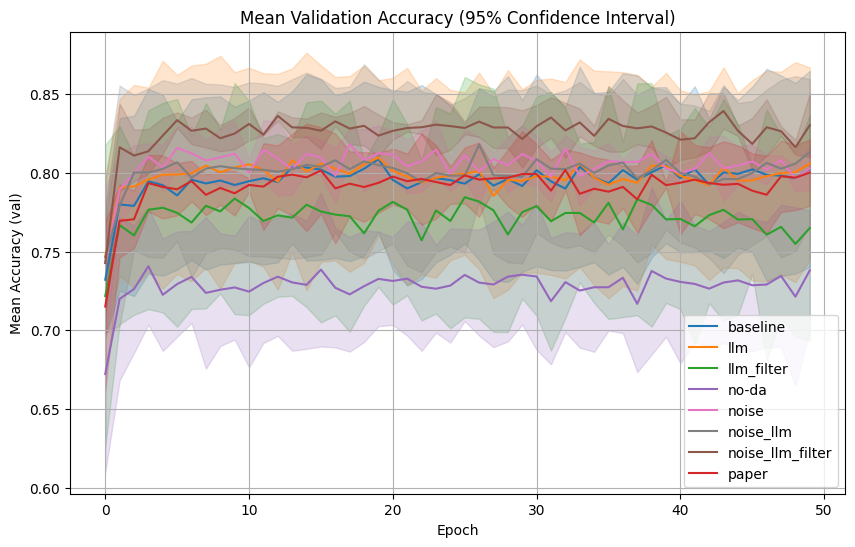 Mean Validation Accuracy (95% Confidence Interval)
Mean Accuracy (val)
0.85
0.80
0.75
0.70
0.65
0.60
0
10
20
30
40
50
Epoch
baseline
llm
llm_filter
no-da
noise
noise_llm
noise_llm_filter
paper